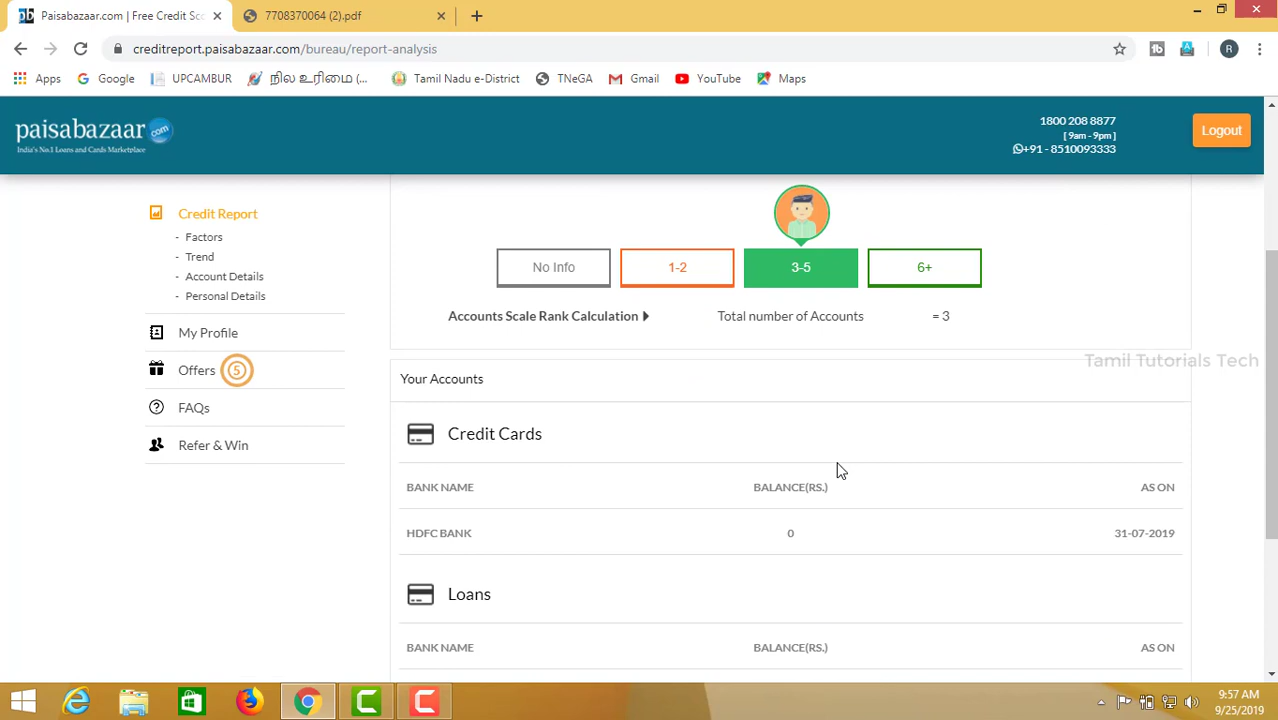 Paisabazaar.com | Free Credit Sc
7708370064 (2).pdf
creditreport.paisabazaar.com/bureau/report-analysis
R
Apps
Google
UPCAMBUR
நில உரிமை (...
Tamil Nedu e-District
TNeGA
Gmail
YouTube
Maps
paisabazaar.com
India's No.1 Loans and Cards Marketplace
1800 208 8877
[ 9am - 9pm ]
+91 - 8510093333
Logout
Credit Report
- Factors
- Trend
- Account Details
- Personal Details
My Profile
Offers 5
FAQs
Refer & Win
No Info 1-2 3-5 6+
Accounts Scale Rank Calculation Total number of Accounts = 3
Tamil Tutorials Tech
Your Accounts
Credit Cards
BANK NAME BALANCE(RS.) AS ON
HDFC BANK 0 31-07-2019
Loans
BANK NAME BALANCE(RS.) AS ON
9:57 AM
9/25/2019